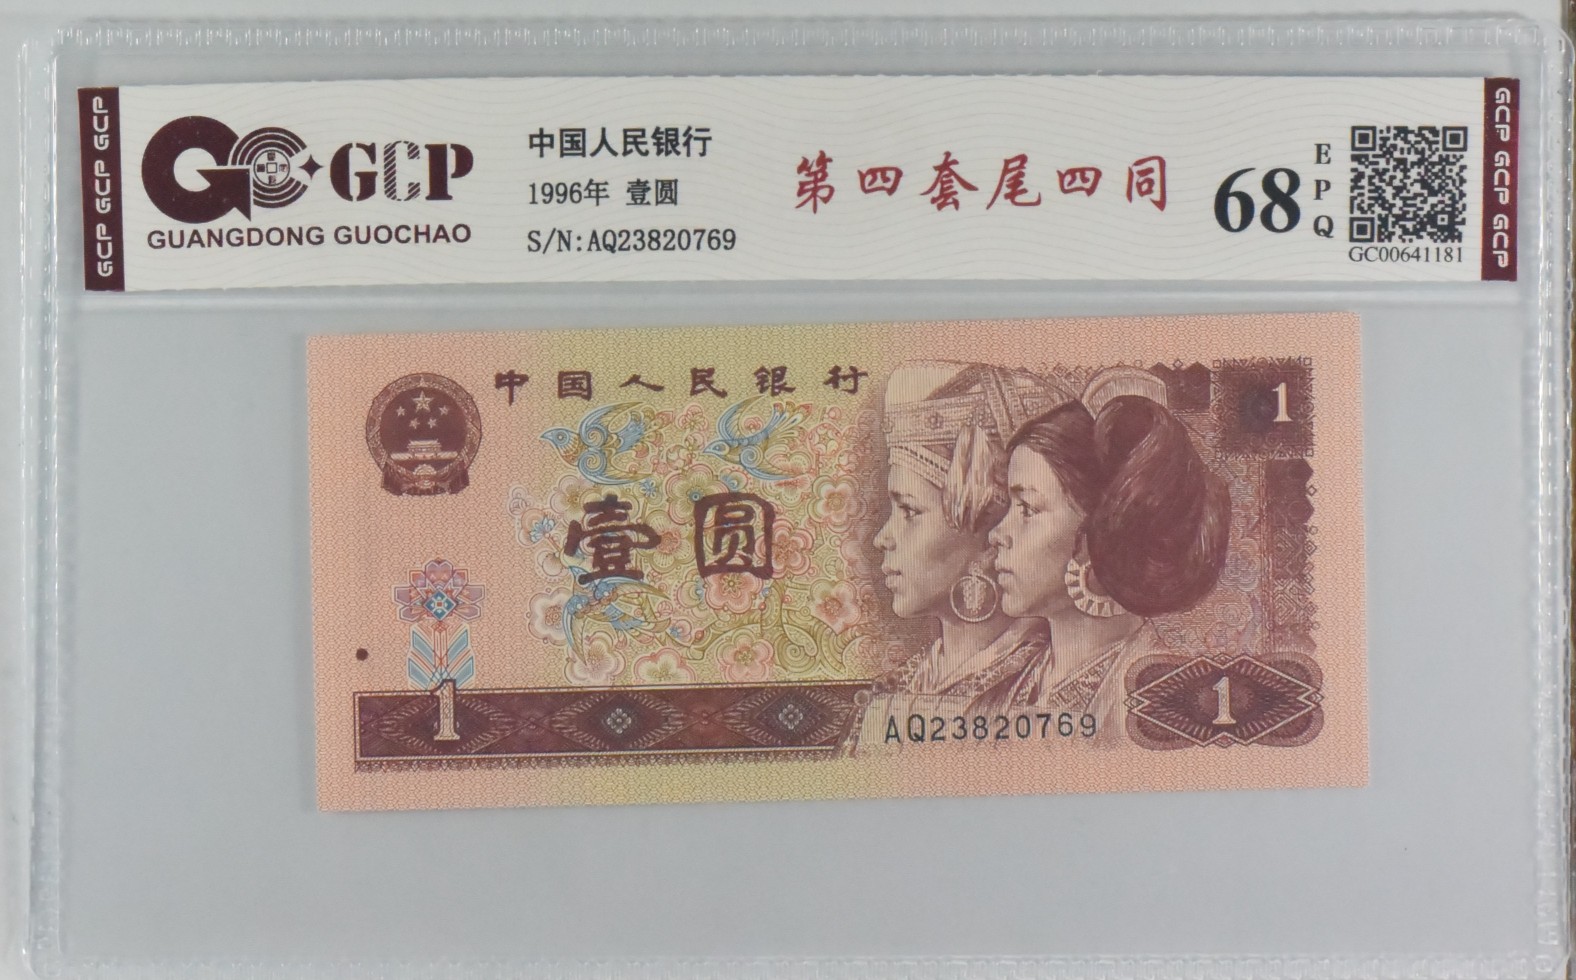 GCP GCP GCP
GCP
GUANGDONG GUOCHAO
中国人民银行
1996年 壹圆
S/N:AQ23820769
第四套尾四同
68
EPQ
GC00641181
GCP GCP GCP
中国人民银行
1
壹圆
1
AQ23820769
1